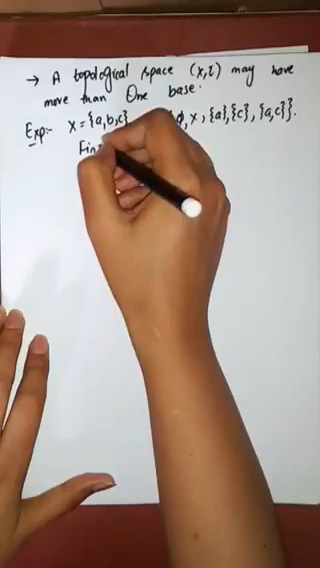 → A topological space (X,τ) may have
more than One base.
Exp:- X = {a,b,c} ϕ, X, {a},{c}, {a,c}}.
Fin